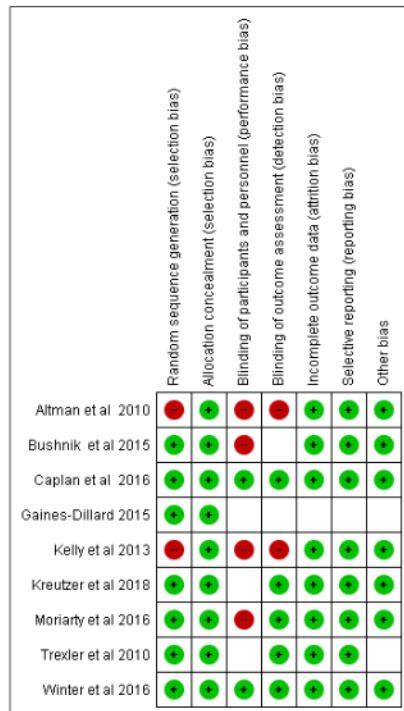 Random sequence generation (selection bias)
Allocation concealment (selection bias)
Blinding of participants and personnel (performance bias)
Blinding of outcome assessment (detection bias)
Incomplete outcome data (attrition bias)
Selective reporting (reporting bias)
Other bias
Altman et al 2010 - + - - + + +
Bushnik et al 2015 + + - + + +
Caplan et al 2016 + + + + + + +
Gaines-Dillard 2015 + +
Kelly et al 2013 - + - - + + +
Kreutzer et al 2018 + + + + + +
Moriarty et al 2016 + + - + + + +
Trexler et al 2010 + + + + +
Winter et al 2016 + + + + + + +